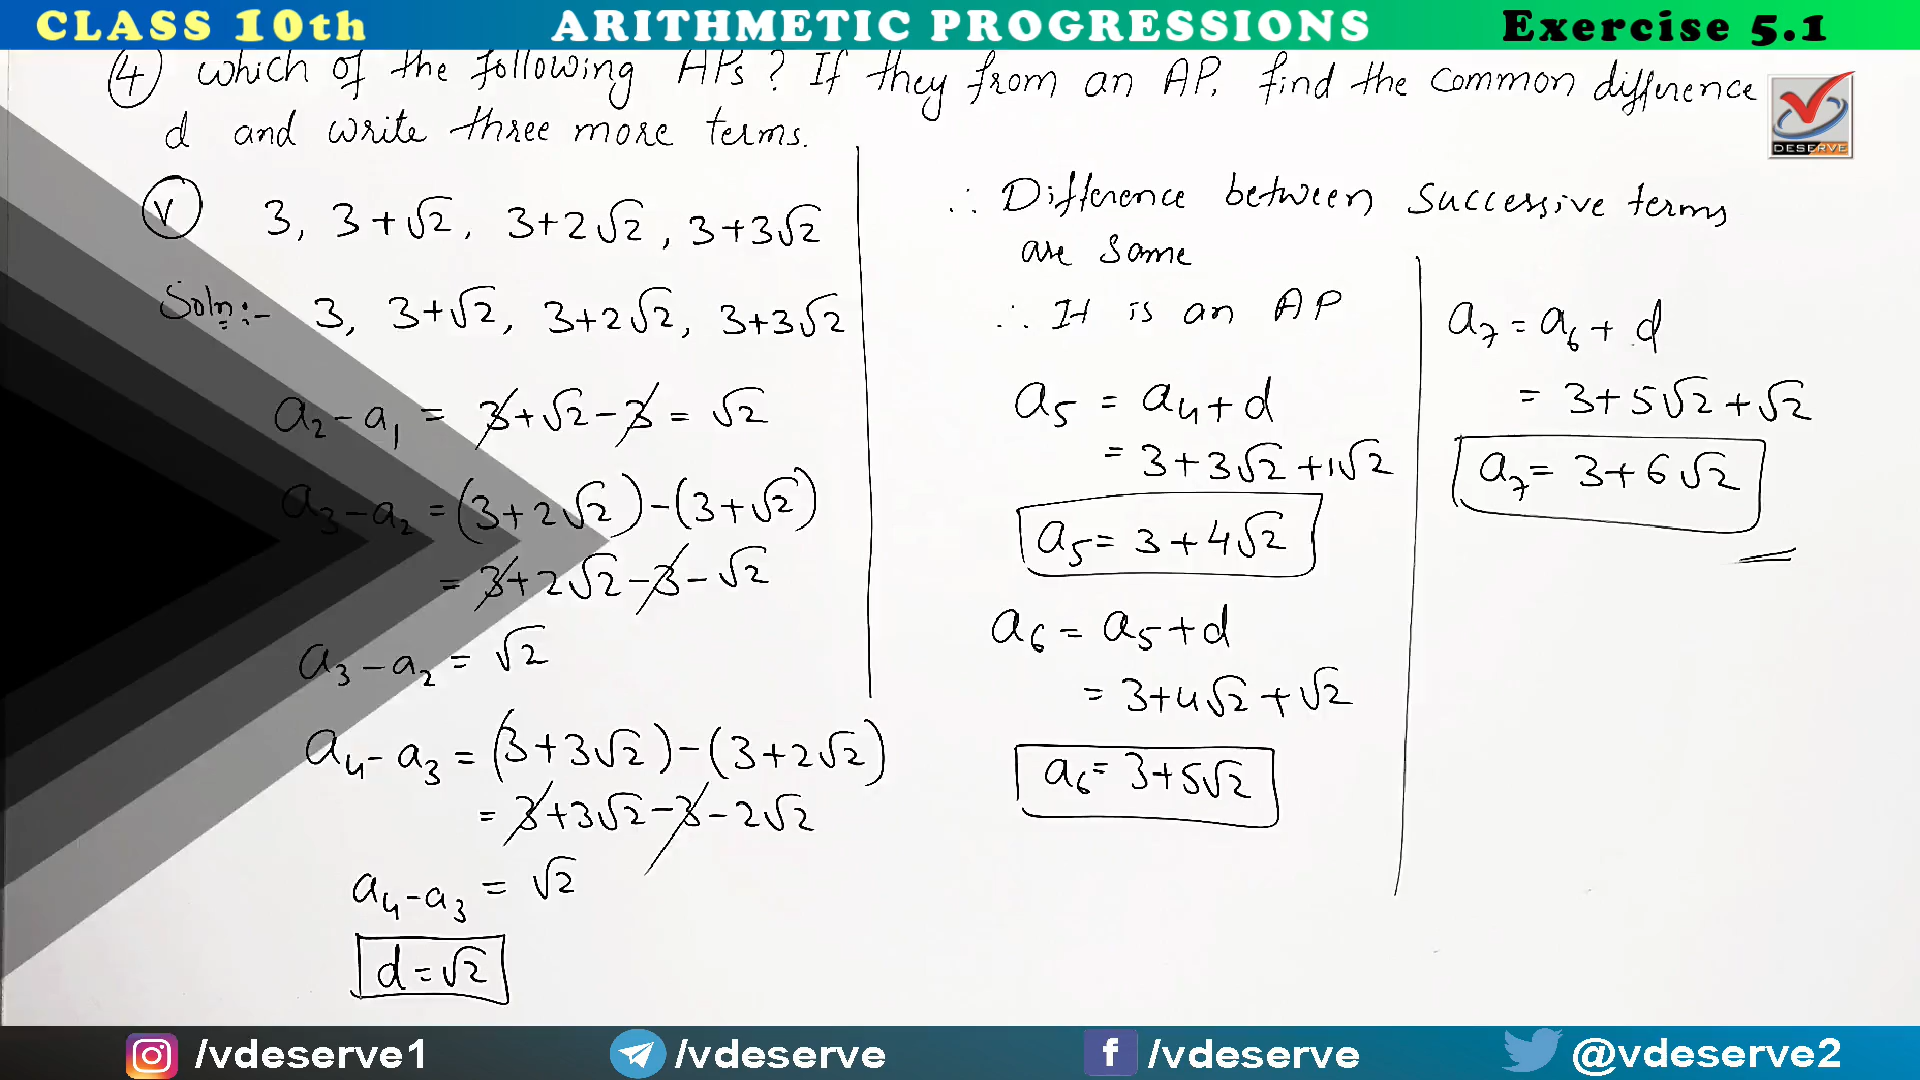 CLASS 10th ARITHMETIC PROGRESSIONS Exercise 5.1
(4) Which of the following APs? If they from an AP, find the common difference
d and write three more terms.
DESERVE
(v) 3, 3+√2, 3+2√2, 3+3√2
Soln:- 3, 3+√2, 3+2√2, 3+3√2
a₂-a₁ = 3+√2-3 = √2
a₃-a₂ = (3+2√2)-(3+√2)
= 3+2√2-3-√2
a₃-a₂ = √2
a₄-a₃ = (3+3√2)-(3+2√2)
= 3+3√2-3-2√2
a₄-a₃ = √2
d=√2
∴ Difference between successive terms
are same
∴ It is an AP
a₅ = a₄+d
= 3+3√2+1√2
a₅= 3+4√2
a₆ = a₅+d
= 3+4√2+√2
a₆= 3+5√2
a₇ = a₆+d
= 3+5√2+√2
a₇= 3+6√2
/vdeserve1 /vdeserve /vdeserve @vdeserve2